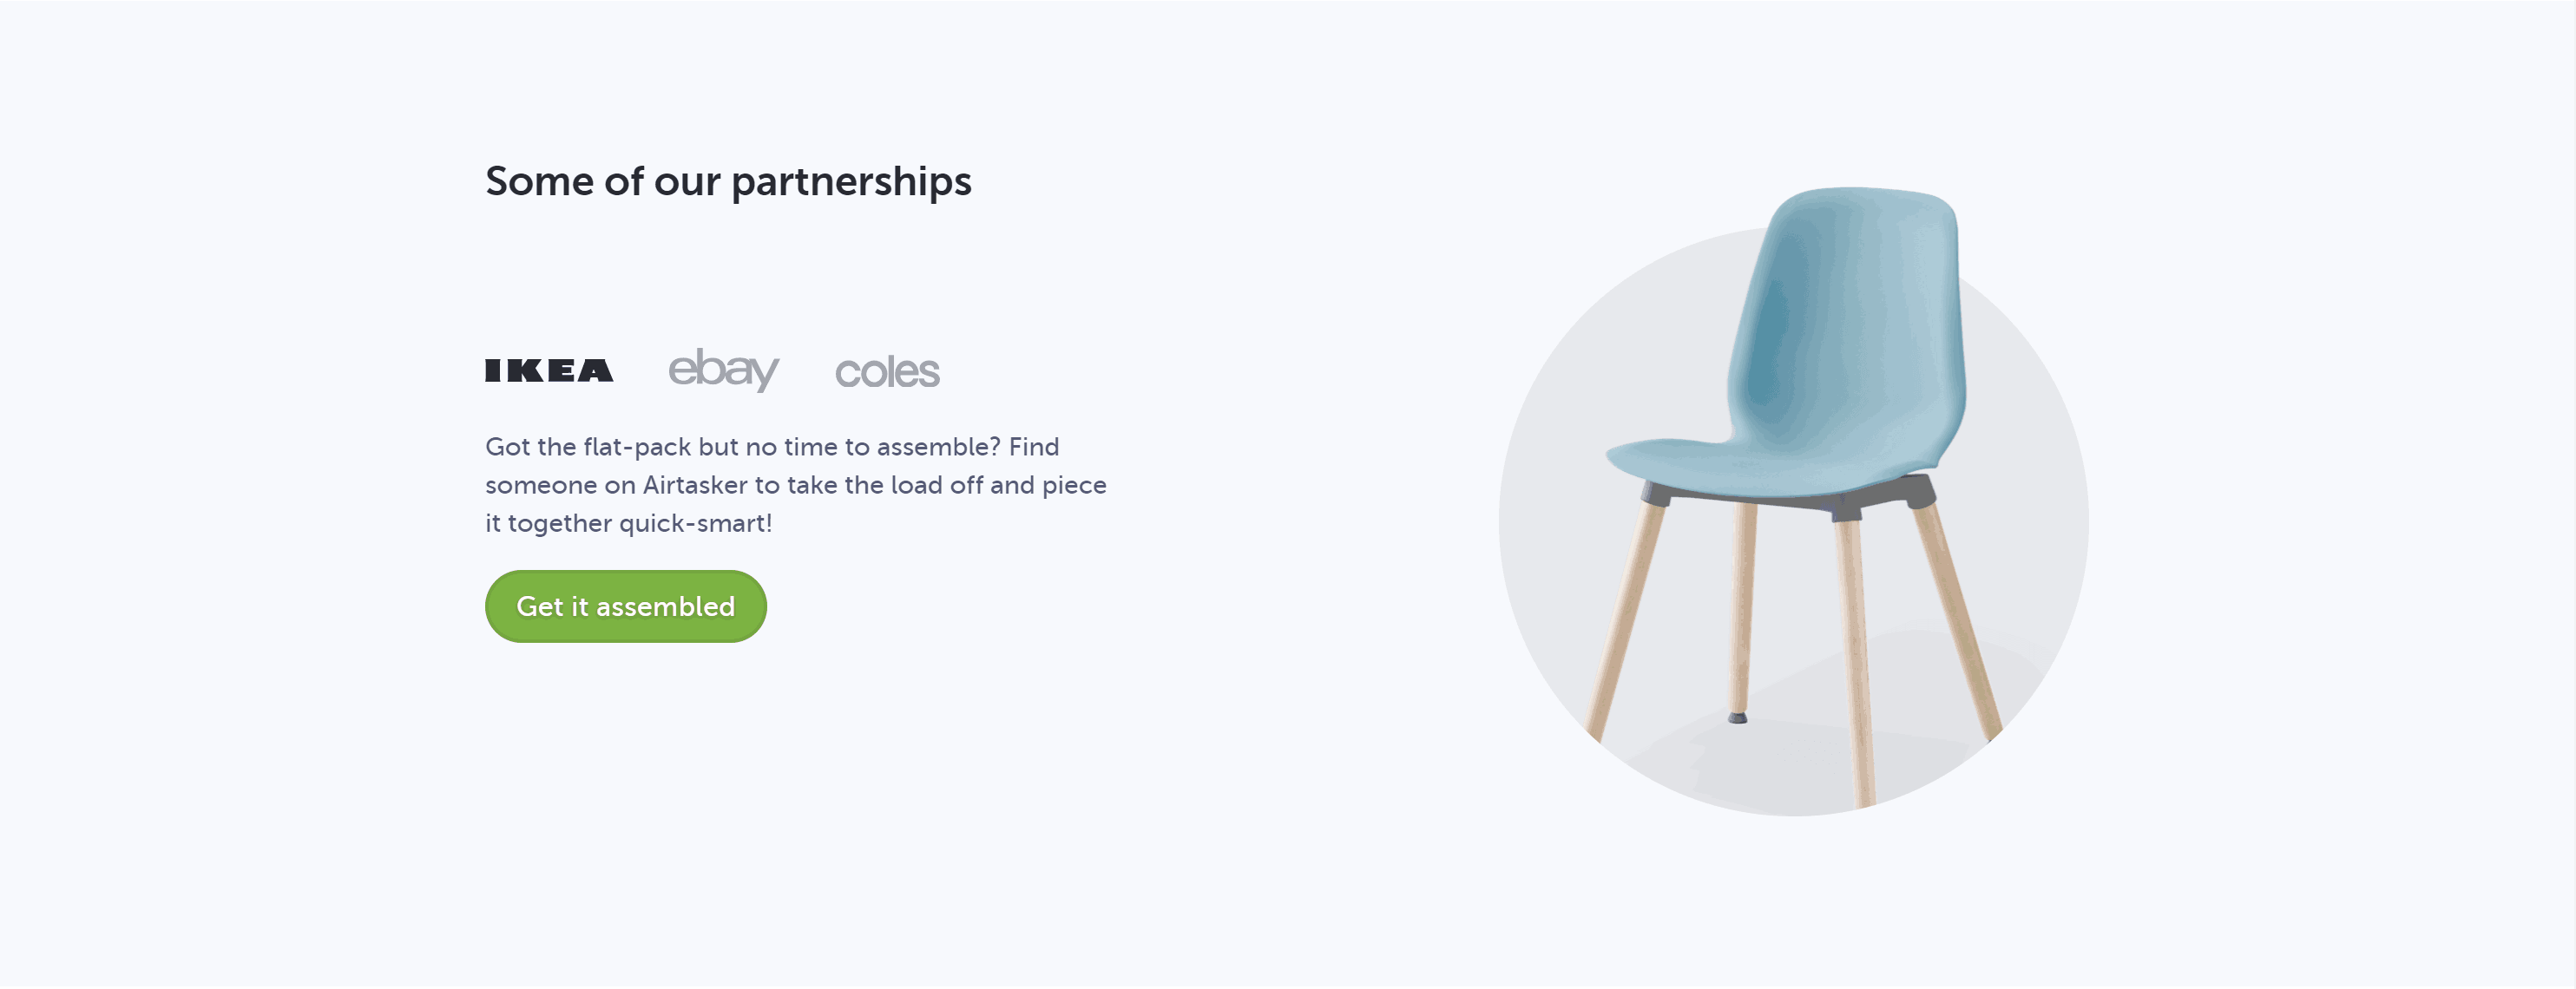 Some of our partnerships
IKEA ebay coles
Got the flat-pack but no time to assemble? Find
someone on Airtasker to take the load off and piece
it together quick-smart!
Get it assembled